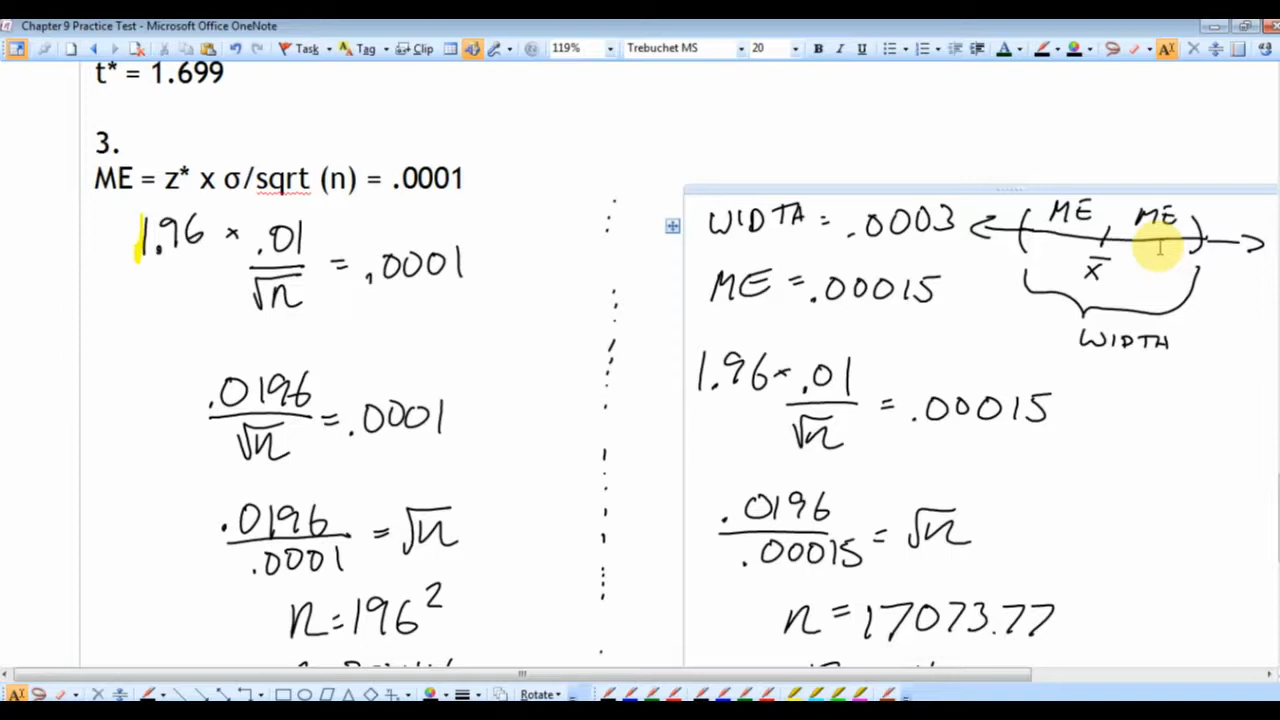 Chapter 9 Practice Test - Microsoft Office OneNote
Task Tag Clip 119% Trebuchet MS 20 B I U
t* = 1.699
3.
ME = z* x σ/sqrt (n) = .0001
1.96 × .01
√n
= .0001
.0196
√n
= .0001
.0196
.0001
= √n
n = 196²
WIDTH = .0003
ME ME
x̄
WIDTH
ME = .00015
1.96 × .01
√n
= .00015
.0196
.00015
= √n
n = 17073.77
Rotate